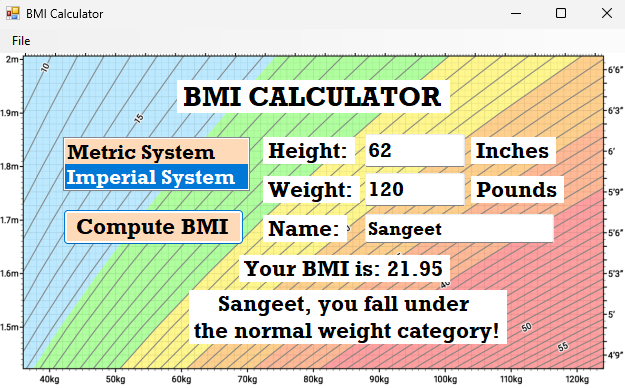 BMI Calculator
File
2m
1.9m
1.8m
1.7m
1.6m
1.5m
10
15
BMI CALCULATOR
Metric System
Imperial System
Height: 62 Inches
Weight: 120 Pounds
Compute BMI
Name: Sangeet
Your BMI is: 21.95
Sangeet, you fall under
the normal weight category!
50
55
6'6"
6'3"
6'
5'9"
5'6"
5'3"
5'
4'9"
40kg 50kg 60kg 70kg 80kg 90kg 100kg 110kg 120kg